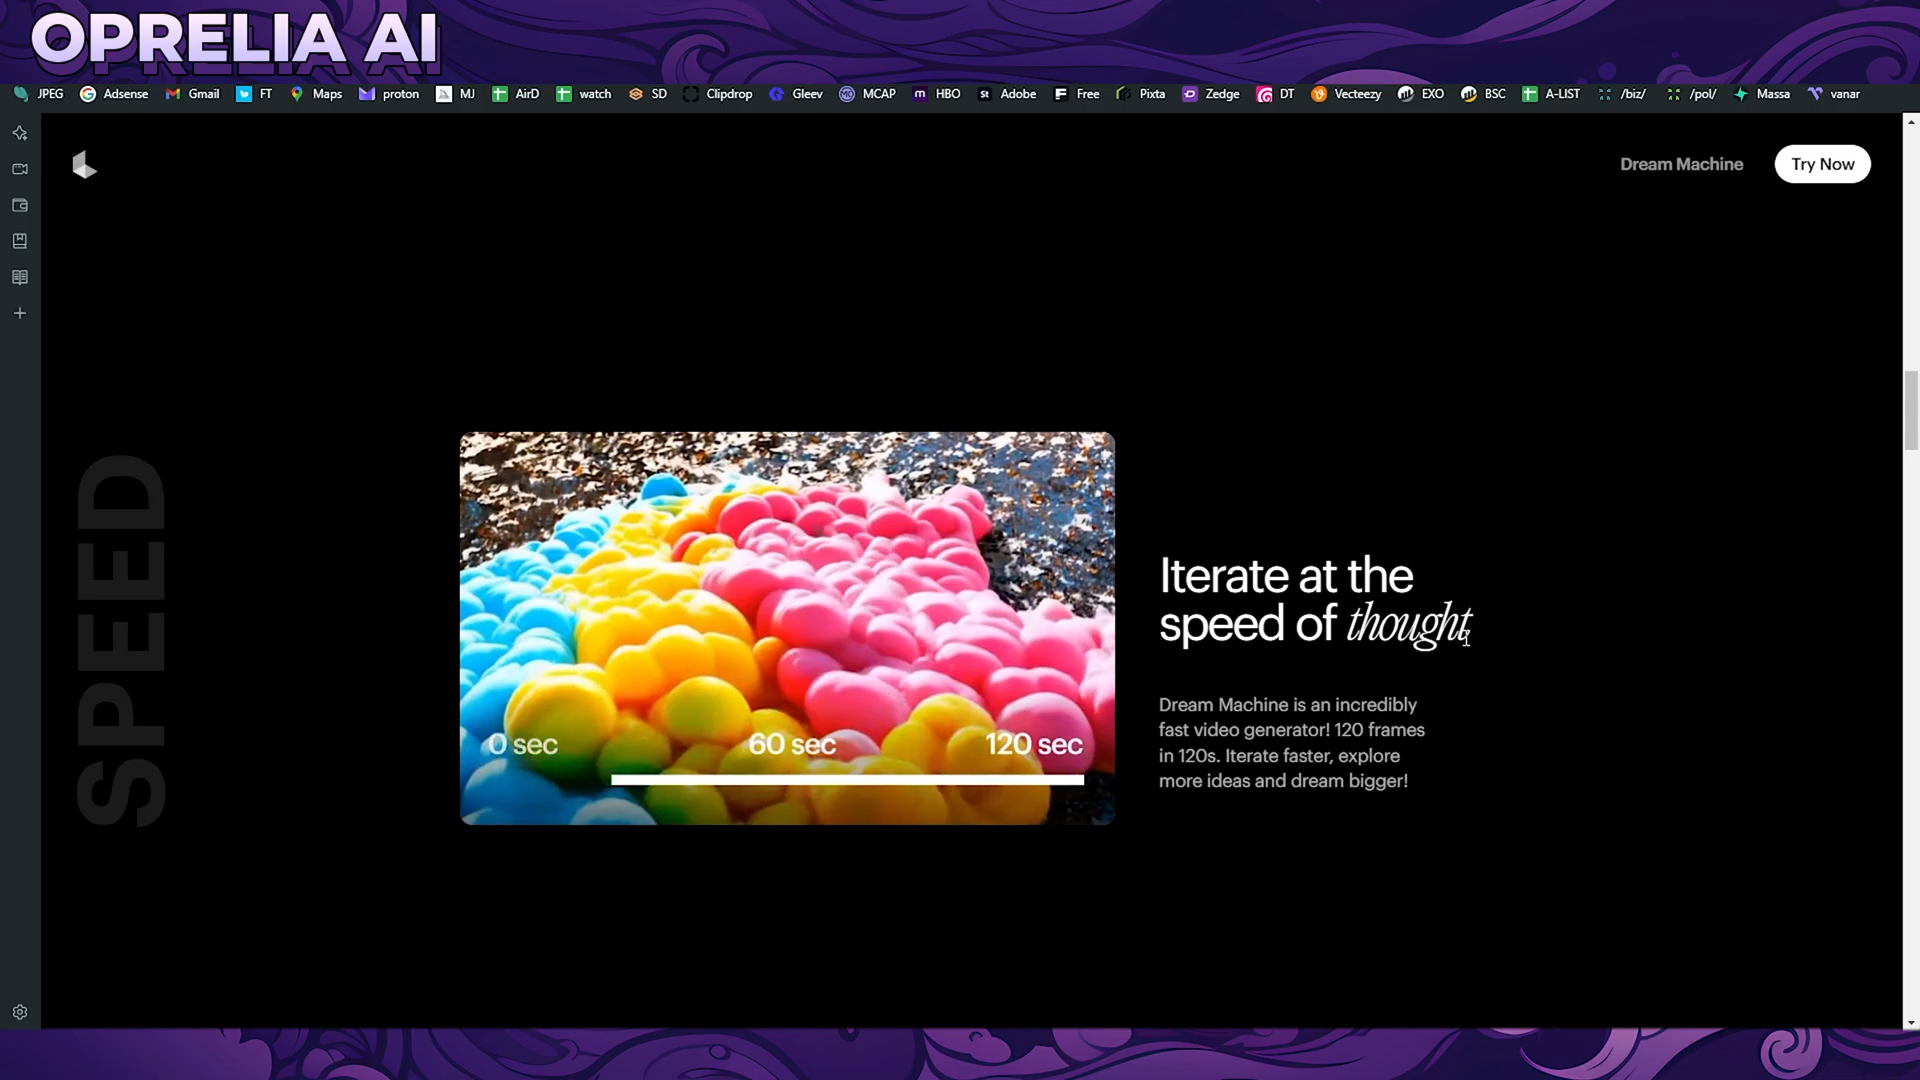 OPRELIA AI
JPEG Adsense Gmail FT Maps proton MJ AirD watch SD Clipdrop Gleev MCAP HBO Adobe Free Pixta Zedge DT Vecteezy EXO BSC A-LIST /biz/ /pol/ Massa vanar
Dream Machine Try Now
SPEED
0 sec 60 sec 120 sec
Iterate at the
speed of thought
Dream Machine is an incredibly
fast video generator! 120 frames
in 120s. Iterate faster, explore
more ideas and dream bigger!